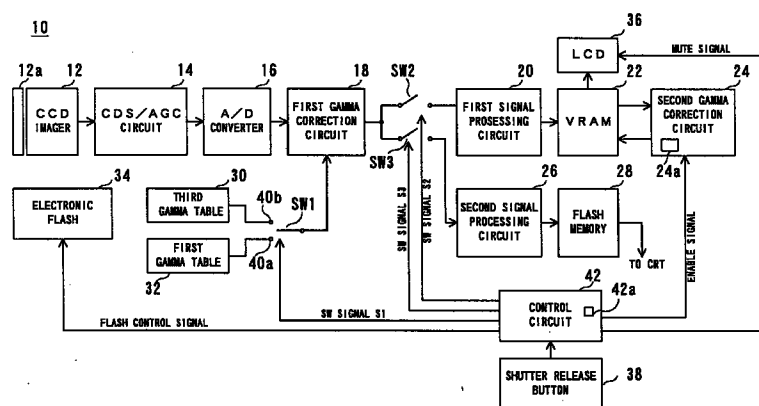 10
12a
12
14
16
18
SW2
20
36
22
24
CCD
IMAGER
CDS/AGC
CIRCUIT
A/D
CONVERTER
FIRST GAMMA
CORRECTION
CIRCUIT
SW3
FIRST SIGNAL
PROSESSING
CIRCUIT
LCD
MUTE SIGNAL
VRAM
SECOND GAMMA
CORRECTION
CIRCUIT
24a
34
ELECTRONIC
FLASH
30
THIRD
GAMMA TABLE
40b
SW1
FIRST
GAMMA TABLE
32
40a
SW SIGNAL S3
SW SIGNAL S2
26
SECOND SIGNAL
PROCESSING
CIRCUIT
28
FLASH
MEMORY
TO CRT
ENABLE SIGNAL
42
CONTROL
CIRCUIT
42a
FLASH CONTROL SIGNAL
SW SIGNAL S1
SHUTTER RELEASE
BUTTON
38